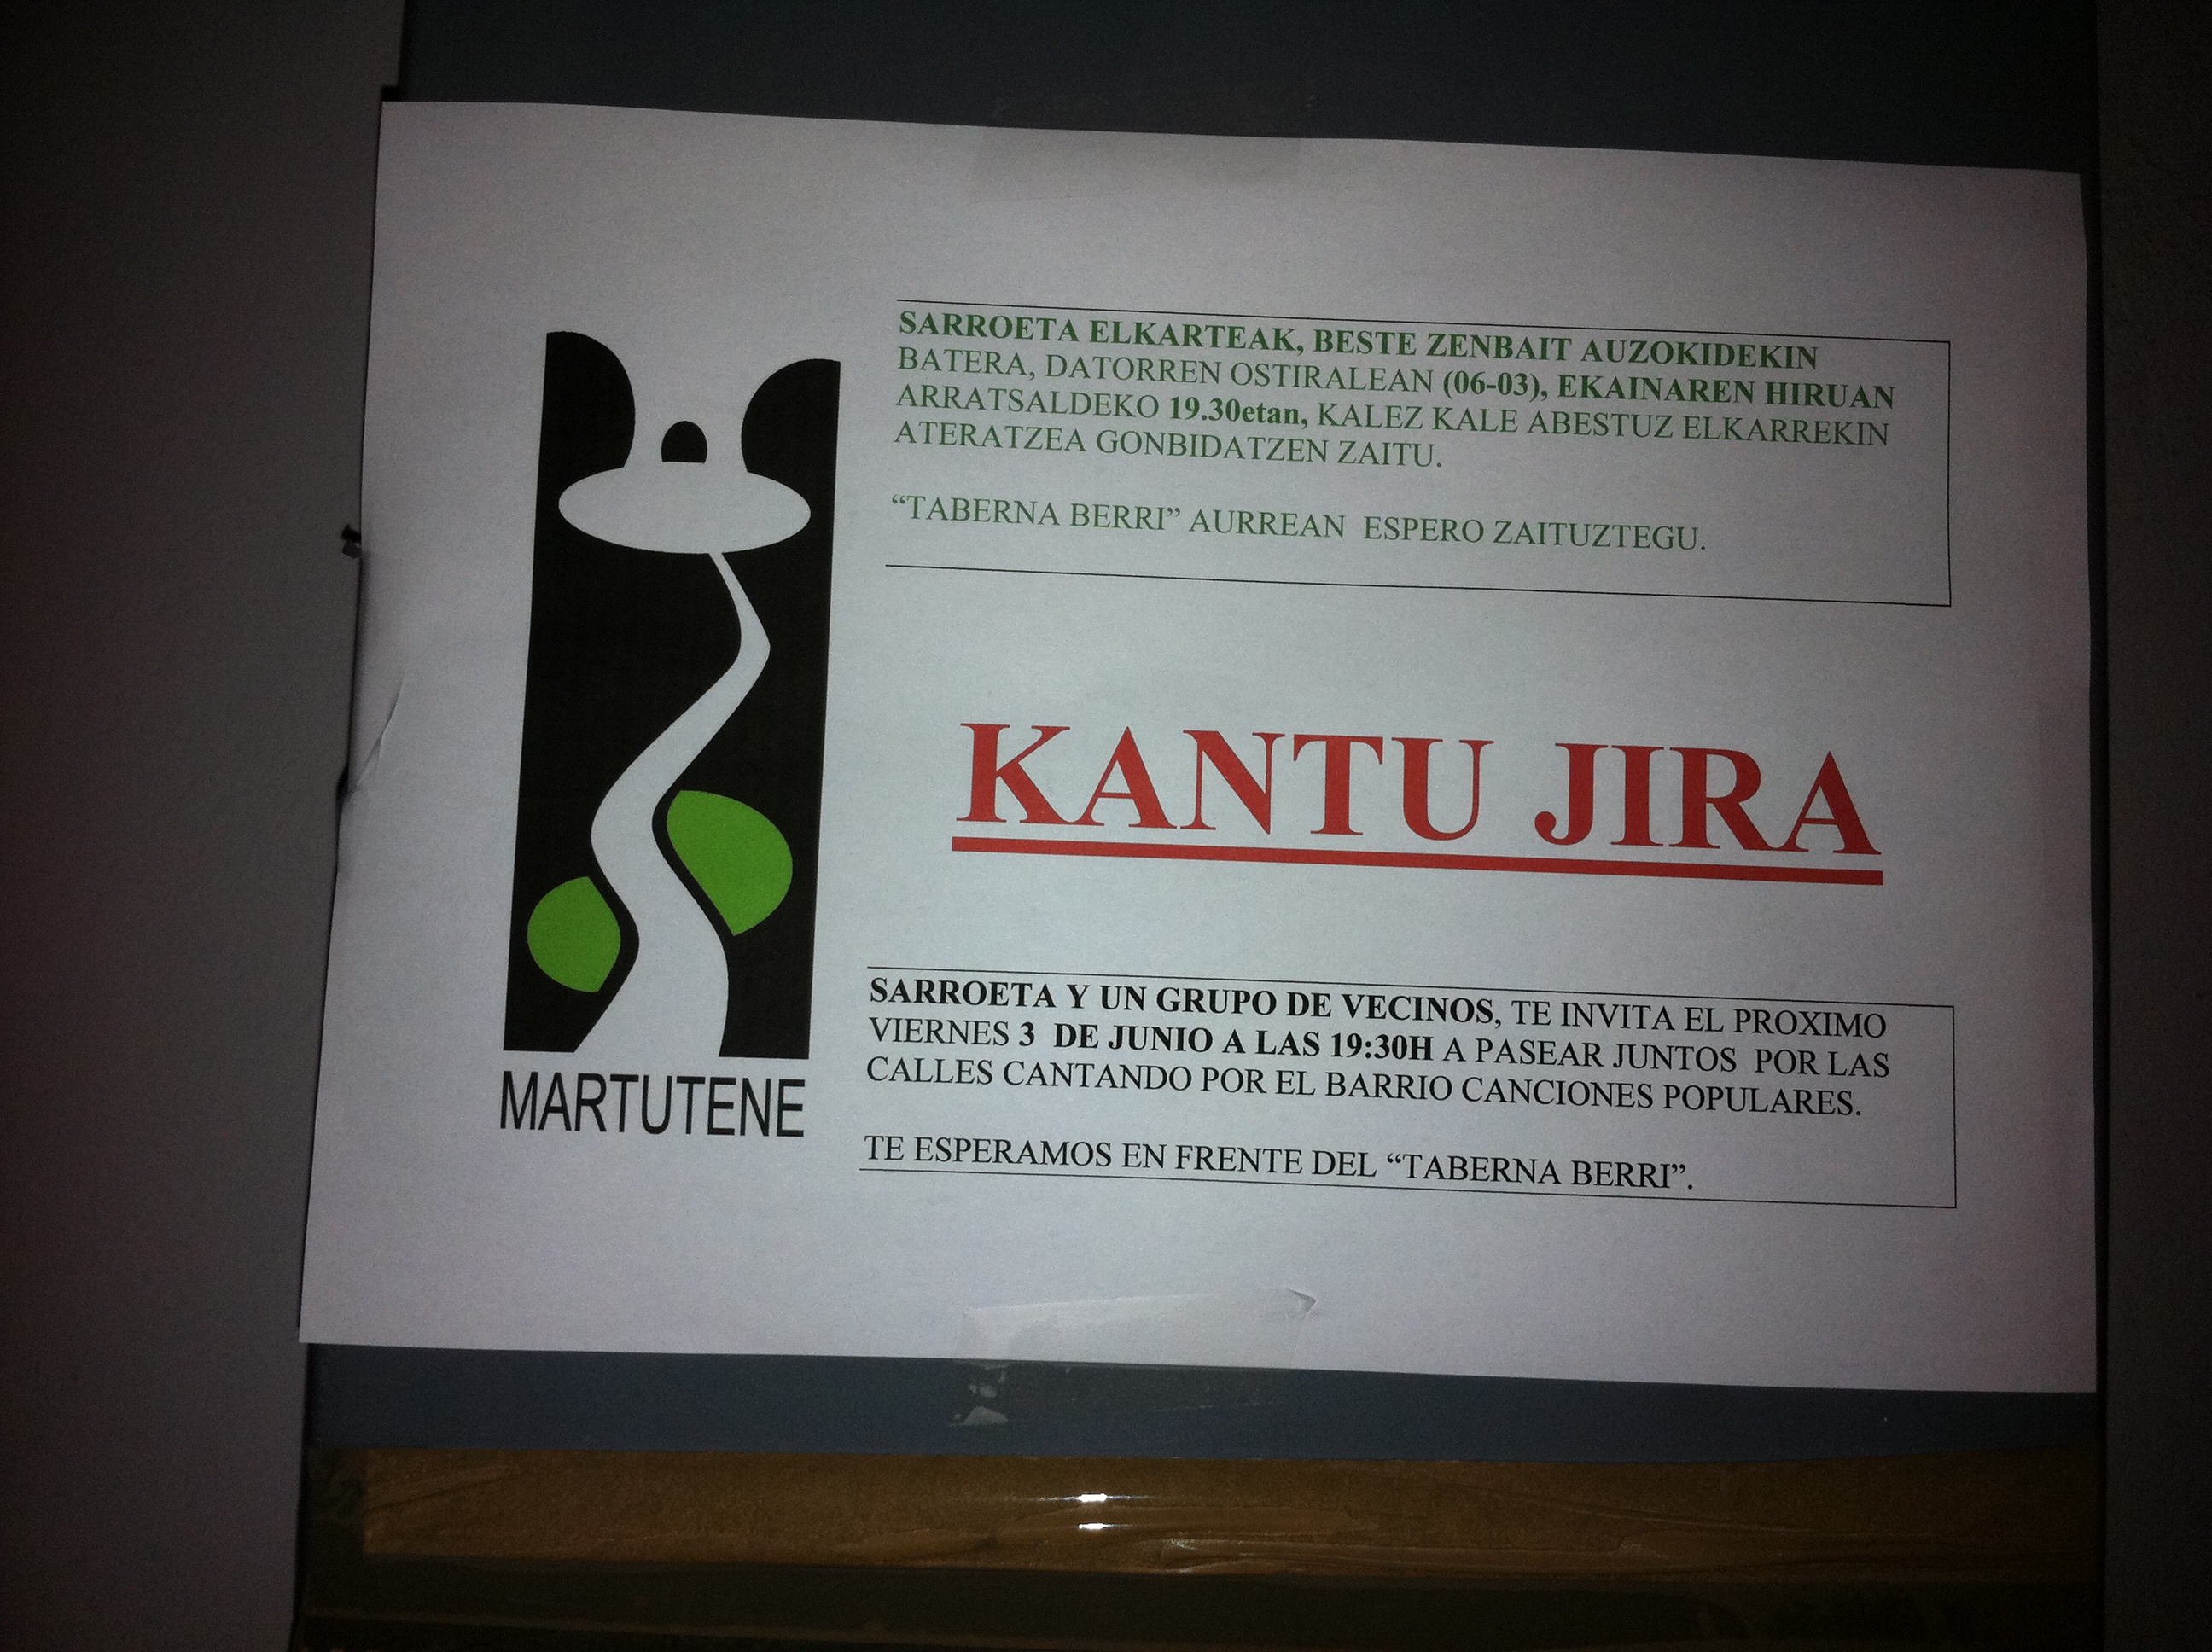 SARROETA ELKARTEAK, BESTE ZENBAIT AUZOKIDEKIN
BATERA, DATORREN OSTIRALEAN (06-03), EKAINAREN HIRUAN
ARRATSALDEKO 19.30etan, KALEZ KALE ABESTUZ ELKARREKIN
ATERATZEA GONBIDATZEN ZAITU.
“TABERNA BERRI” AURREAN ESPERO ZAITUZTEGU.
KANTU JIRA
SARROETA Y UN GRUPO DE VECINOS, TE INVITA EL PROXIMO
VIERNES 3 DE JUNIO A LAS 19:30H A PASEAR JUNTOS POR LAS
CALLES CANTANDO POR EL BARRIO CANCIONES POPULARES.
TE ESPERAMOS EN FRENTE DEL “TABERNA BERRI”.
MARTUTENE